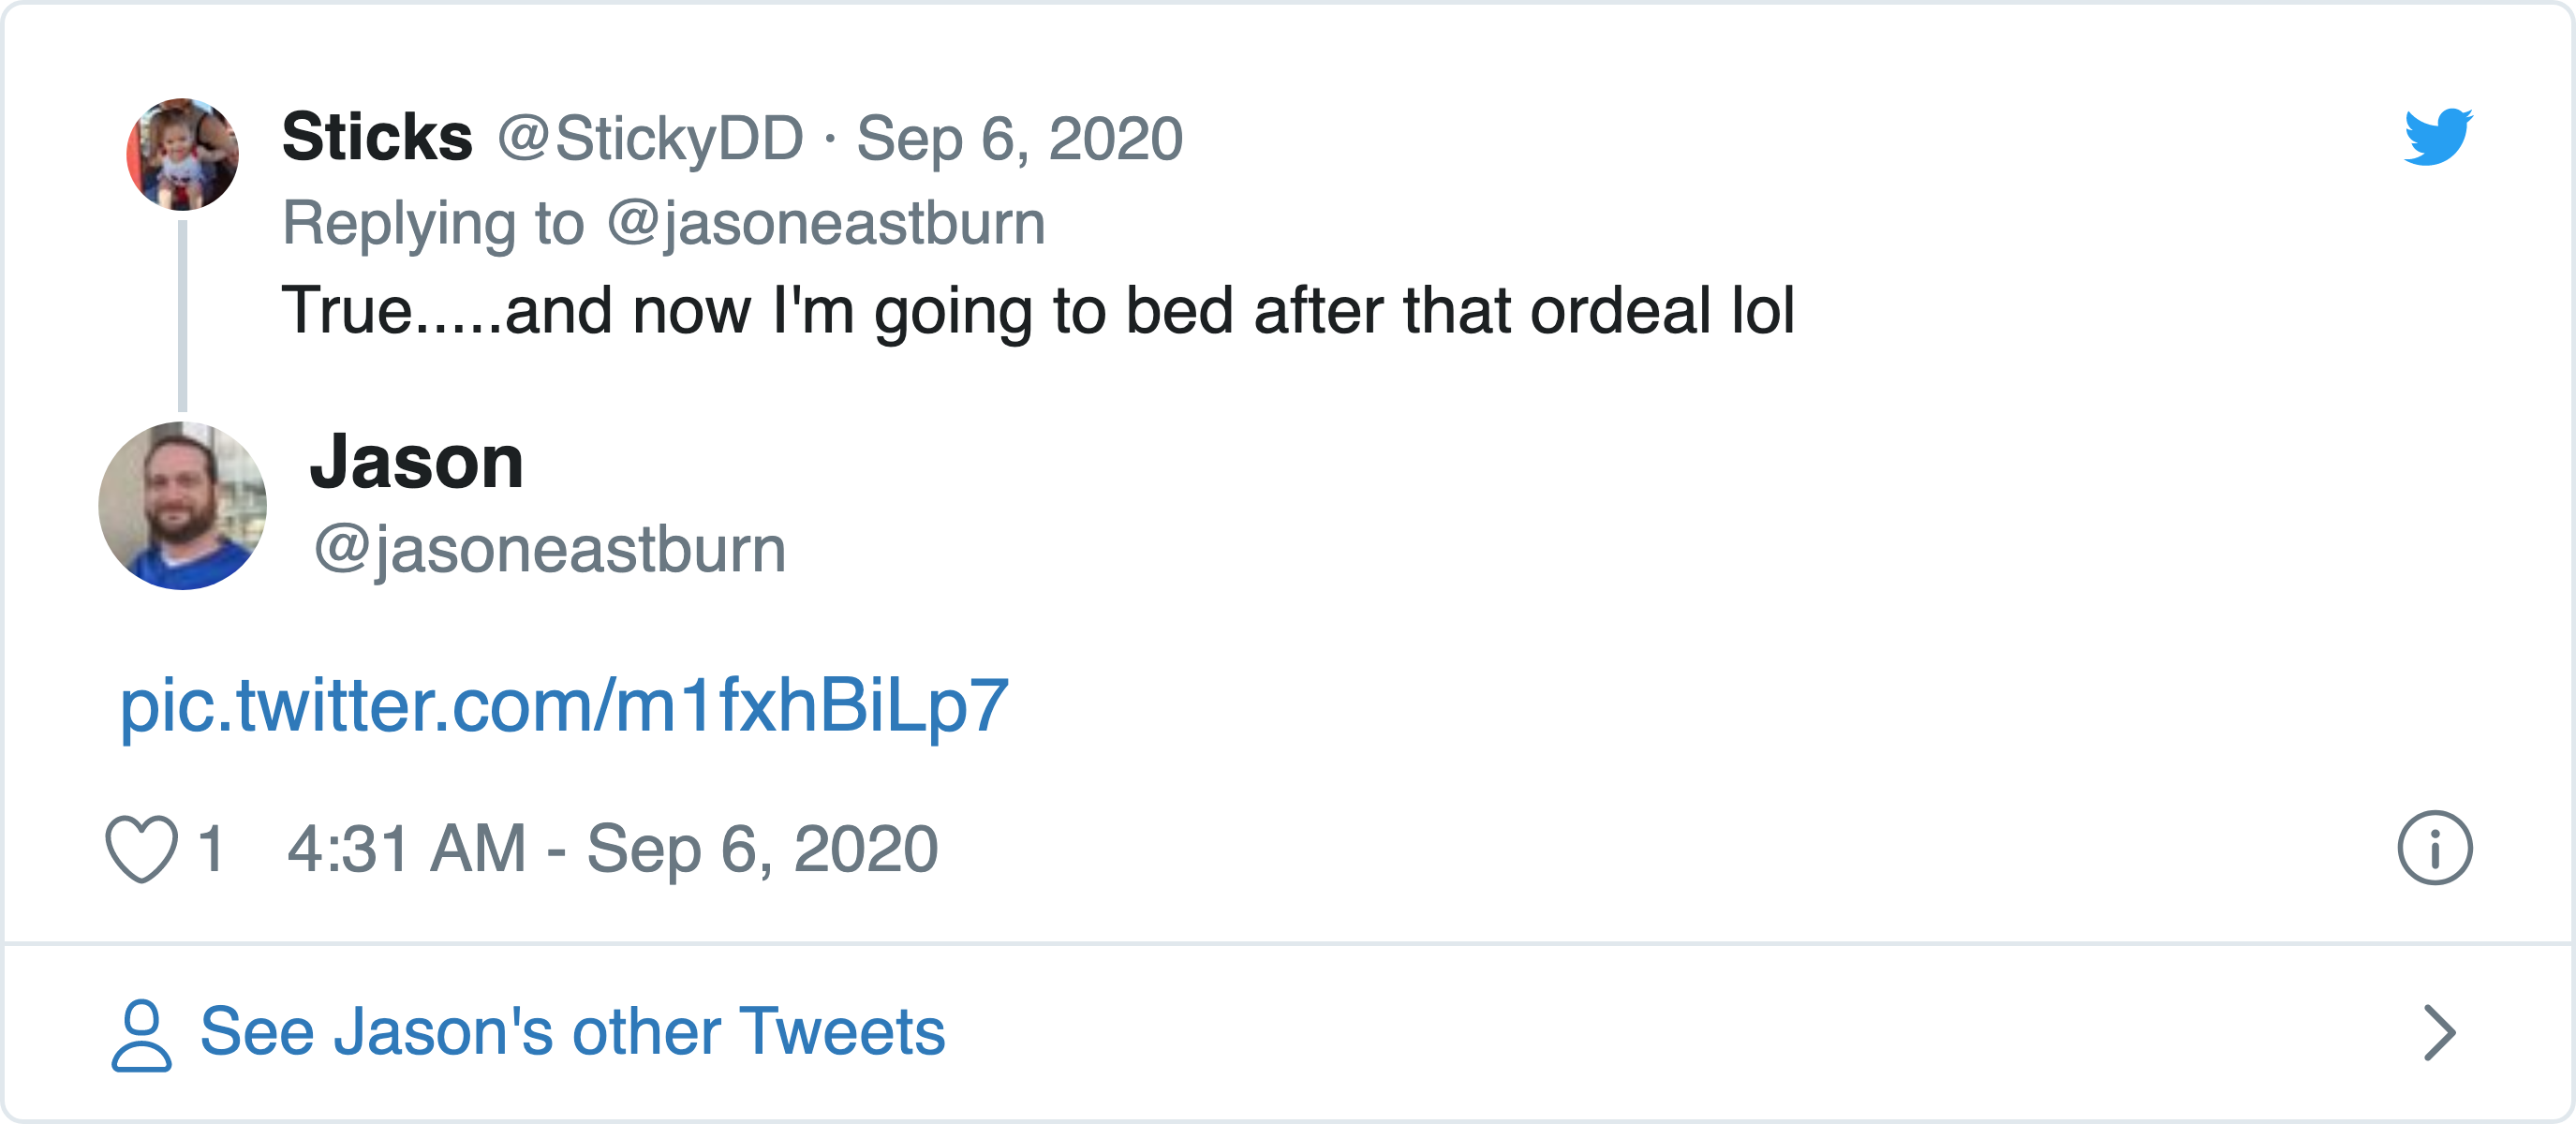 Sticks @StickyDD · Sep 6, 2020
Replying to @jasoneastburn
True.....and now I'm going to bed after that ordeal lol
Jason
@jasoneastburn
pic.twitter.com/m1fxhBiLp7
1 4:31 AM - Sep 6, 2020
See Jason's other Tweets